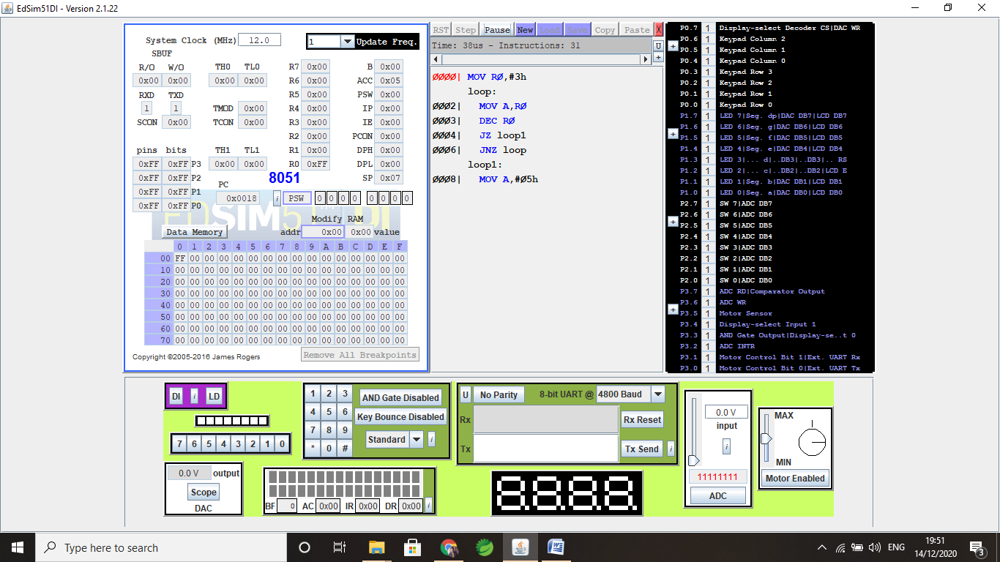 EdSim51DI - Version 2.1.22
System Clock (MHz) 12.0
1 Update Freq.
SBUF
R/O W/O TH0 TL0 R7 0x00 B 0x00
0x00 0x00 0x00 0x00 R6 0x00 ACC 0x05
RXD TXD R5 0x00 PSW 0x00
1 1 TMOD 0x00 R4 0x00 IP 0x00
SCON 0x00 TCON 0x00 R3 0x00 IE 0x00
R2 0x00 PCON 0x00
pins bits TH1 TL1 R1 0x00 DPH 0x00
0xFF 0xFF P3 0x00 0x00 R0 0xFF DPL 0x00
0xFF 0xFF P2 PC 8051 SP 0x07
0xFF 0xFF P1 0x0018 i PSW 0 0 0 0 0 0 0 0
0xFF 0xFF P0
EDSIM51DI
TM
Modify RAM
Data Memory addr 0x00 0x00 value
0 1 2 3 4 5 6 7 8 9 A B C D E F
00 FF 00 00 00 00 00 00 00 00 00 00 00 00 00 00 00
10 00 00 00 00 00 00 00 00 00 00 00 00 00 00 00 00
20 00 00 00 00 00 00 00 00 00 00 00 00 00 00 00 00
30 00 00 00 00 00 00 00 00 00 00 00 00 00 00 00 00
40 00 00 00 00 00 00 00 00 00 00 00 00 00 00 00 00
50 00 00 00 00 00 00 00 00 00 00 00 00 00 00 00 00
60 00 00 00 00 00 00 00 00 00 00 00 00 00 00 00 00
70 00 00 00 00 00 00 00 00 00 00 00 00 00 00 00 00
Copyright ©2005-2016 James Rogers
Remove All Breakpoints
RST Step Pause New Load Save Copy Paste X
Time: 38us - Instructions: 31
U
+
0000| MOV R0,#3h
loop:
0002| MOV A,R0
0003| DEC R0
0004| JZ loop1
0006| JNZ loop
loop1:
0008| MOV A,#05h
P0.7 1 Display-select Decoder CS|DAC WR
P0.6 1 Keypad Column 2
P0.5 1 Keypad Column 1
P0.4 1 Keypad Column 0
P0.3 1 Keypad Row 3
P0.2 1 Keypad Row 2
P0.1 1 Keypad Row 1
P0.0 1 Keypad Row 0
P1.7 1 LED 7|Seg. dp|DAC DB7|LCD DB7
P1.6 1 LED 6|Seg. g|DAC DB6|LCD DB6
P1.5 1 LED 5|Seg. f|DAC DB5|LCD DB5
P1.4 1 LED 4|Seg. e|DAC DB4|LCD DB4
P1.3 1 LED 3|... d|..DB3|..DB3|.. RS
P1.2 1 LED 2|... c|..DB2|..DB2|LCD E
P1.1 1 LED 1|Seg. b|DAC DB1|LCD DB1
P1.0 1 LED 0|Seg. a|DAC DB0|LCD DB0
P2.7 1 SW 7|ADC DB7
P2.6 1 SW 6|ADC DB6
P2.5 1 SW 5|ADC DB5
P2.4 1 SW 4|ADC DB4
P2.3 1 SW 3|ADC DB3
P2.2 1 SW 2|ADC DB2
P2.1 1 SW 1|ADC DB1
P2.0 1 SW 0|ADC DB0
P3.7 1 ADC RD|Comparator Output
P3.6 1 ADC WR
P3.5 1 Motor Sensor
P3.4 1 Display-select Input 1
P3.3 1 AND Gate Output|Display-se..t 0
P3.2 1 ADC INTR
P3.1 1 Motor Control Bit 1|Ext. UART Rx
P3.0 1 Motor Control Bit 0|Ext. UART Tx
DI i LD
7 6 5 4 3 2 1 0
0.0 V output
Scope
DAC
1 2 3 AND Gate Disabled
4 5 6 Key Bounce Disabled
7 8 9 Standard i
* 0 #
BF 0 AC 0x00 IR 0x00 DR 0x00 i
U No Parity 8-bit UART @ 4800 Baud
Rx Rx Reset
Tx Tx Send i
8.8.8.8.
0.0 V
input
i
11111111
ADC
MAX
MIN
Motor Enabled
Type here to search
ENG
19:51
14/12/2020
3